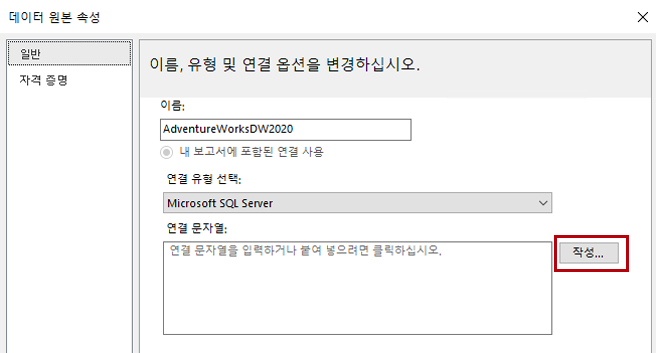 데이터 원본 속성
일반
자격 증명
이름, 유형 및 연결 옵션을 변경하십시오.
이름:
AdventureWorksDW2020
내 보고서에 포함된 연결 사용
연결 유형 선택:
Microsoft SQL Server
연결 문자열:
연결 문자열을 입력하거나 붙여 넣으려면 클릭하십시오.
작성...